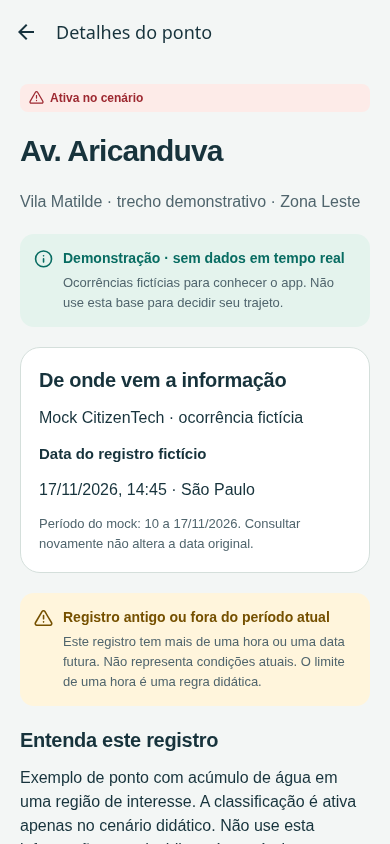 Detalhes do ponto
Ativa no cenário
Av. Aricanduva
Vila Matilde · trecho demonstrativo · Zona Leste
Demonstração · sem dados em tempo real
Ocorrências fictícias para conhecer o app. Não
use esta base para decidir seu trajeto.
De onde vem a informação
Mock CitizenTech · ocorrência fictícia
Data do registro fictício
17/11/2026, 14:45 · São Paulo
Período do mock: 10 a 17/11/2026. Consultar
novamente não altera a data original.
Registro antigo ou fora do período atual
Este registro tem mais de uma hora ou uma data
futura. Não representa condições atuais. O limite
de uma hora é uma regra didática.
Entenda este registro
Exemplo de ponto com acúmulo de água em
uma região de interesse. A classificação é ativa
apenas no cenário didático. Não use esta